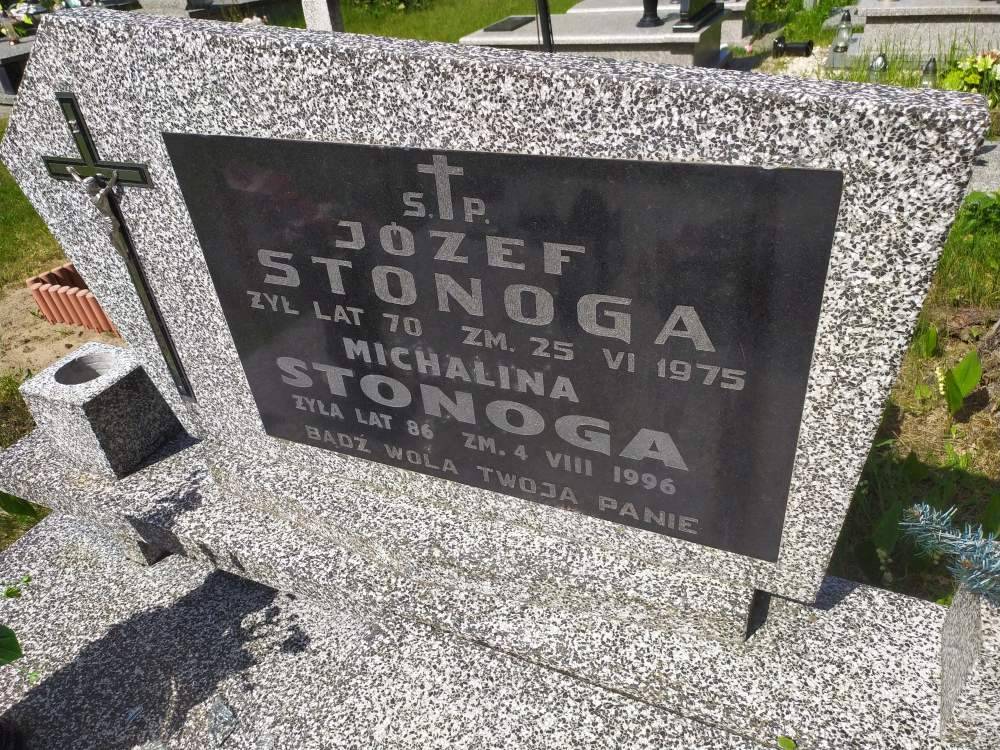 Ś.P.
JÓZEF
STONOGA
ŻYŁ LAT 70 ZM. 25 VI 1975
MICHALINA
STONOGA
ŻYŁA LAT 86 ZM. 4 VIII 1996
BĄDŹ WOLA TWOJA PANIE